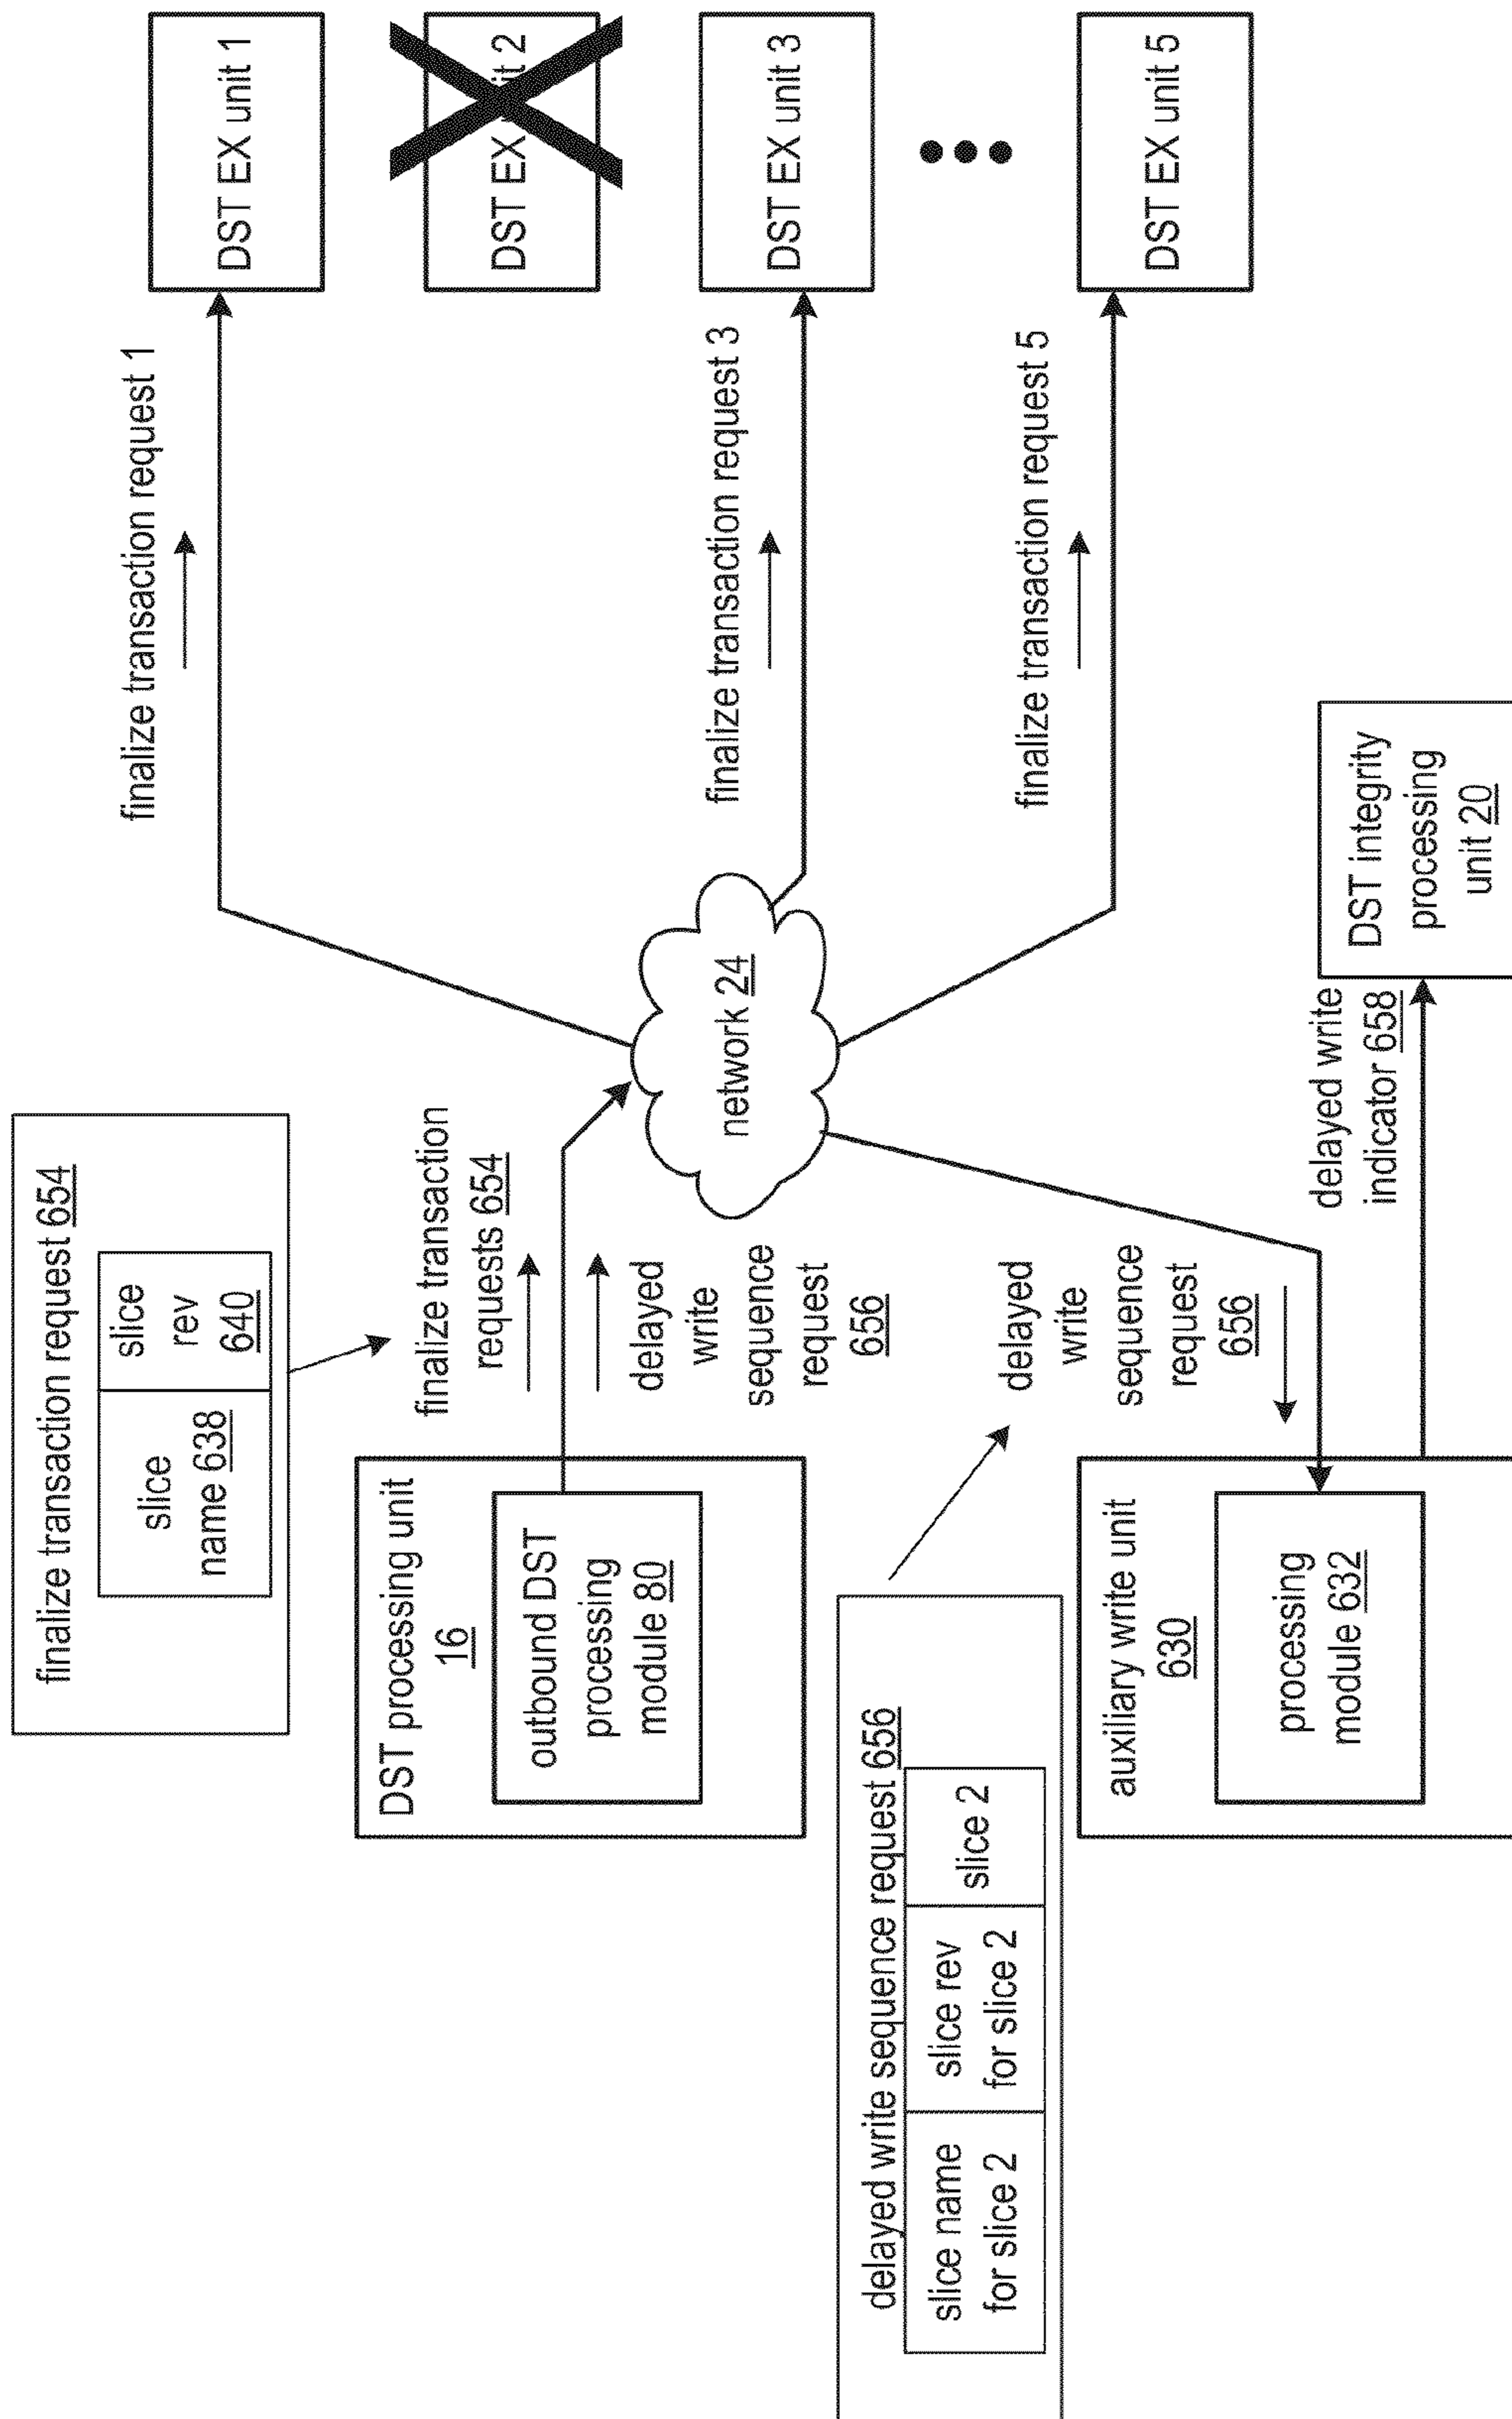 finalize transaction request 654
slice
name 638
slice
rev
640
DST processing unit
16
outbound DST
processing
module 80
finalize transaction
requests 654
delayed
write
sequence
request
656
network 24
finalize transaction request 1
DST EX unit 1
DST EX unit 2
finalize transaction request 3
DST EX unit 3
finalize transaction request 5
DST EX unit 5
delayed write sequence request 656
slice name
for slice 2
slice rev
for slice 2
slice 2
delayed
write
sequence
request
656
auxiliary write unit
630
processing
module 632
delayed write
indicator 658
DST integrity
processing
unit 20